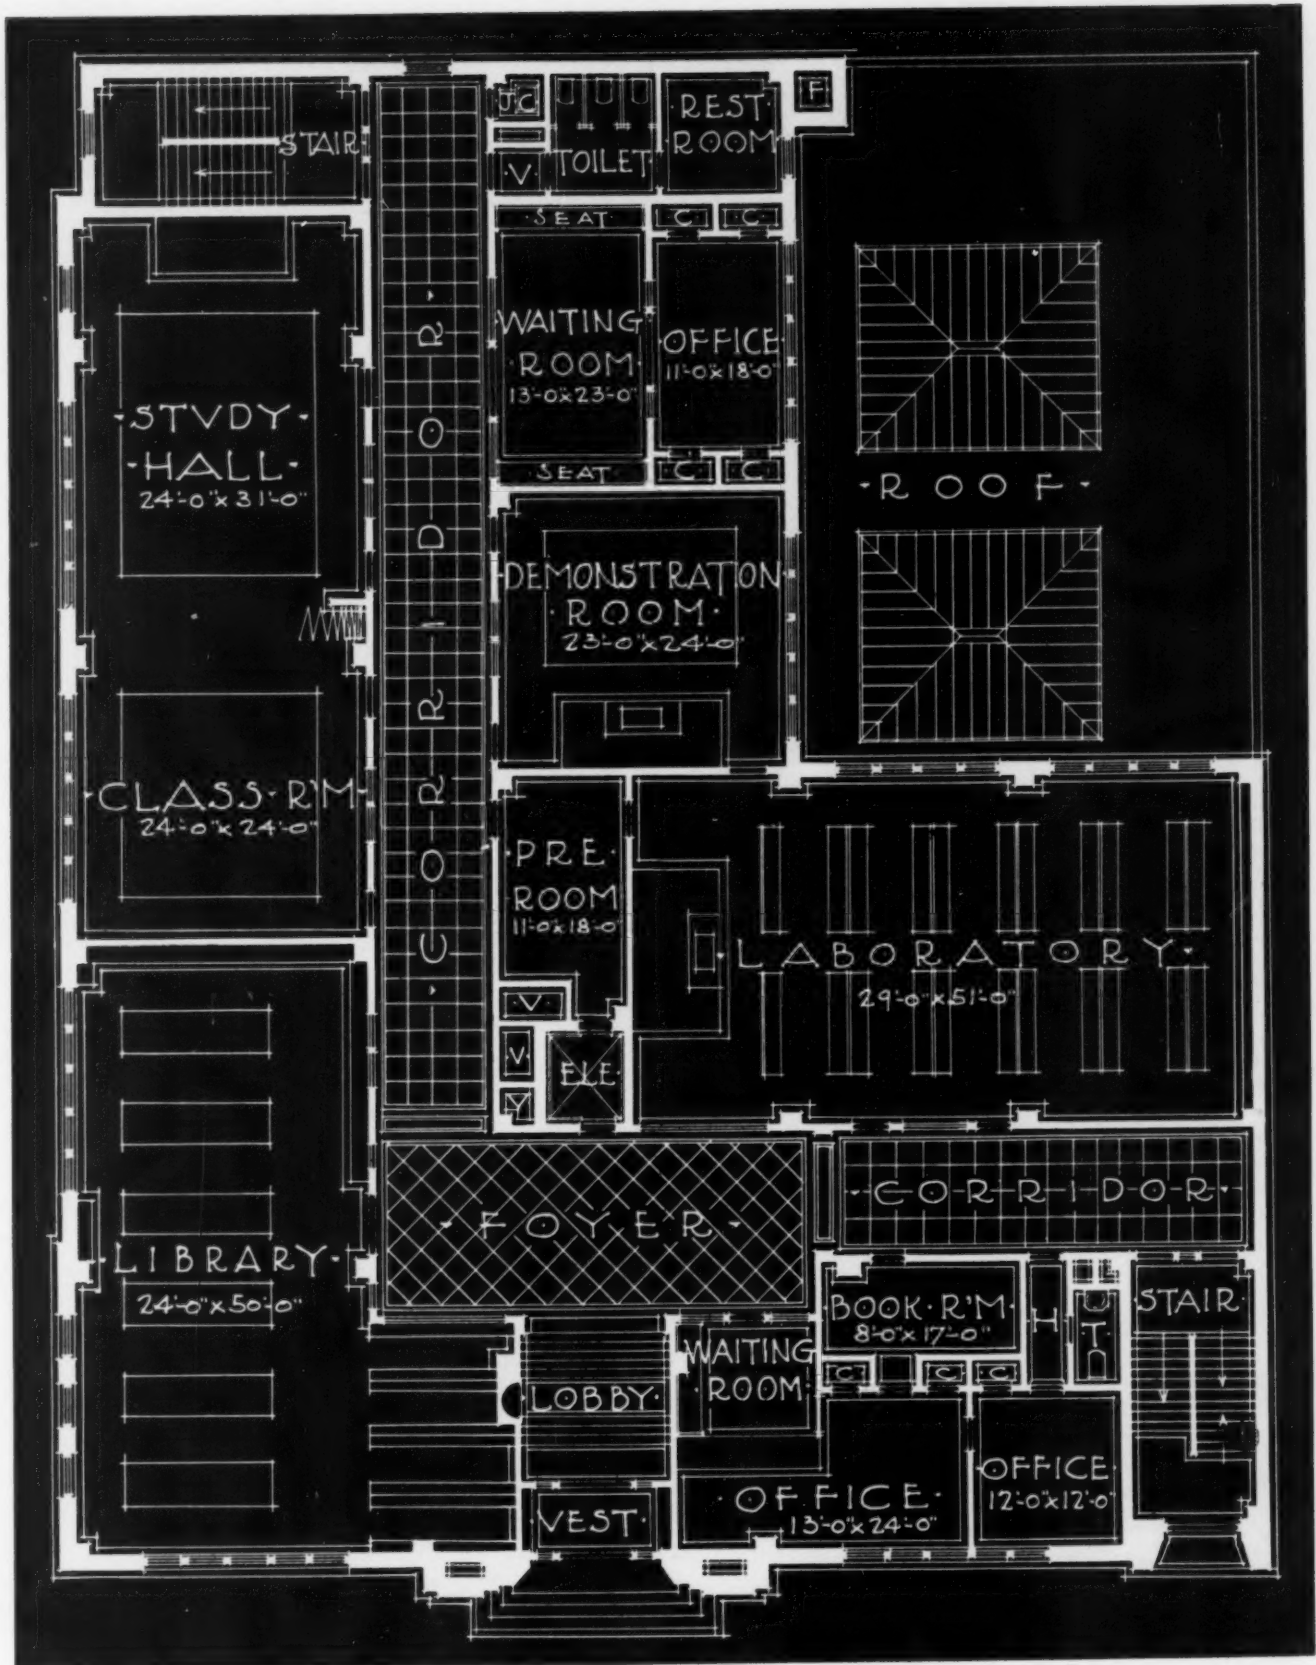 J.C.
V.
TOILET
REST
ROOM
F
STAIR
SEAT
C
C
WAITING
ROOM
13'-0"x23'-0"
OFFICE
11'-0"x18'-0"
SEAT
C
C
STVDY
HALL
24'-0"x31'-0"
CORRIDOR
ROOF
DEMONSTRATION
ROOM
23'-0"x24'-0"
CLASS·R'M
24'-0"x24'-0"
PRE
ROOM
11'-0x18'-0"
LABORATORY
29'-0"x51'-0"
V
V
V
ELE
FOYER
CORRIDOR
LIBRARY
24'-0"x50'-0"
BOOK·R'M
8'-0"x17'-0"
H
T
STAIR
WAITING
ROOM
C
C
C
LOBBY
OFFICE
12'-0"x12'-0"
OFFICE
13'-0"x24'-0"
VEST